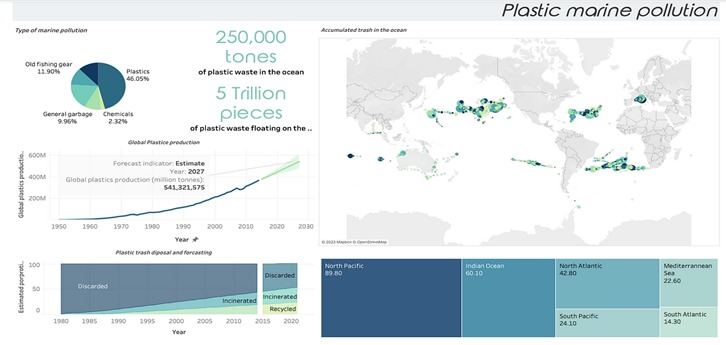 Plastic marine pollution
Type of marine pollution
Old fishing gear
11.90%
Plastics
46.05%
General garbage
9.96%
Chemicals
2.32%
250,000
tones
of plastic waste in the ocean
5 Trillion
pieces
of plastic waste floating on the ..
Global Plastice production
Global plastics productio..
600M
400M
200M
Forecast indicator: Estimate
Year: 2027
Global plastics production (million tonnes):
541,321,575
1950 1960 1970 1980 1990 2000 2010 2020 2030
Year
Plastic trash diposal and forcasting
Estimated porproti..
100
50
0
Discarded
Incinerated
Discarded
Incinerated
Recycled
1980 1985 1990 1995 2000 2005 2010 2015 2020
Year
Accumulated trash in the ocean
© 2023 Mapbox © OpenStreetMap
North Pacific
89.80
Indian Ocean
60.10
North Atlantic
42.80
South Pacific
24.10
Mediterrannean
Sea
22.60
South Atlantic
14.30